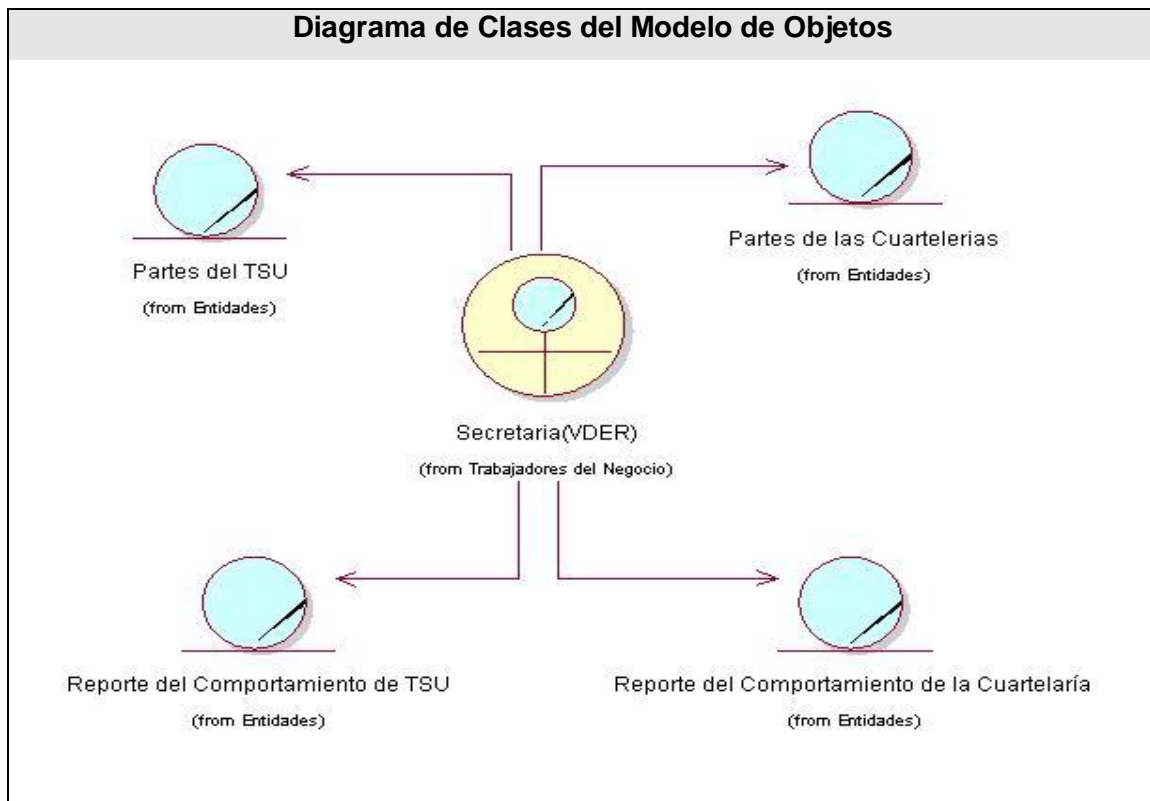 Diagrama de Clases del Modelo de Objetos
Partes del TSU
(from Entidades)
Partes de las Cuartelerias
(from Entidades)
Secretaria(VDER)
(from Trabajadores del Negocio)
Reporte del Comportamiento de TSU
(from Entidades)
Reporte del Comportamiento de la Cuartelaría
(from Entidades)